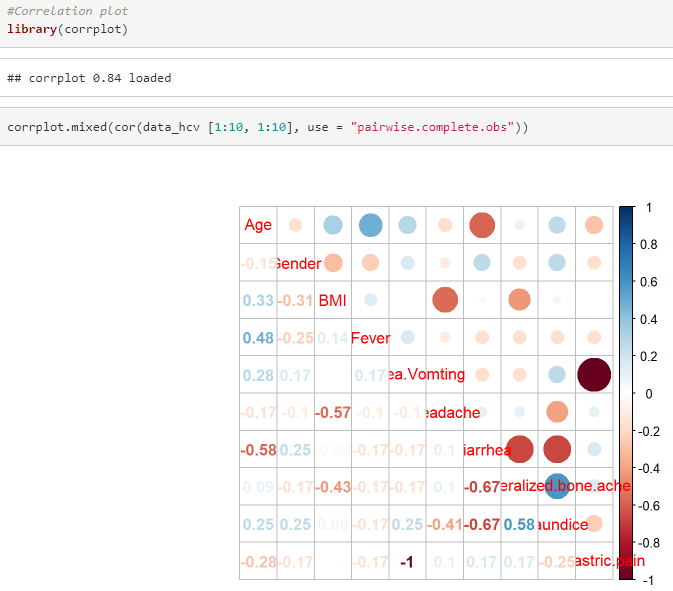 #Correlation plot
library(corrplot)
## corrplot 0.84 loaded
corrplot.mixed(cor(data_hcv [1:10, 1:10], use = "pairwise.complete.obs"))
Age 1
-0.15 Gender 0.8
0.33 -0.31 BMI 0.6
0.48 -0.25 0.14 Fever 0.4
0.28 0.17 0.17 ea.Vomting 0.2
0
-0.17 -0.1 -0.57 -0.1 -0.1 eadache -0.2
-0.58 0.25 -0.04 -0.17 -0.17 0.1 iarrhea -0.4
0.09 -0.17 -0.43 -0.17 -0.17 0.1 -0.67 eralized.bone.ache -0.6
0.25 0.25 0.06 -0.17 0.25 -0.41 -0.67 0.58 aundice -0.8
-0.28 -0.17 -0.17 -1 0.1 0.17 0.17 -0.25 astric.pain -1